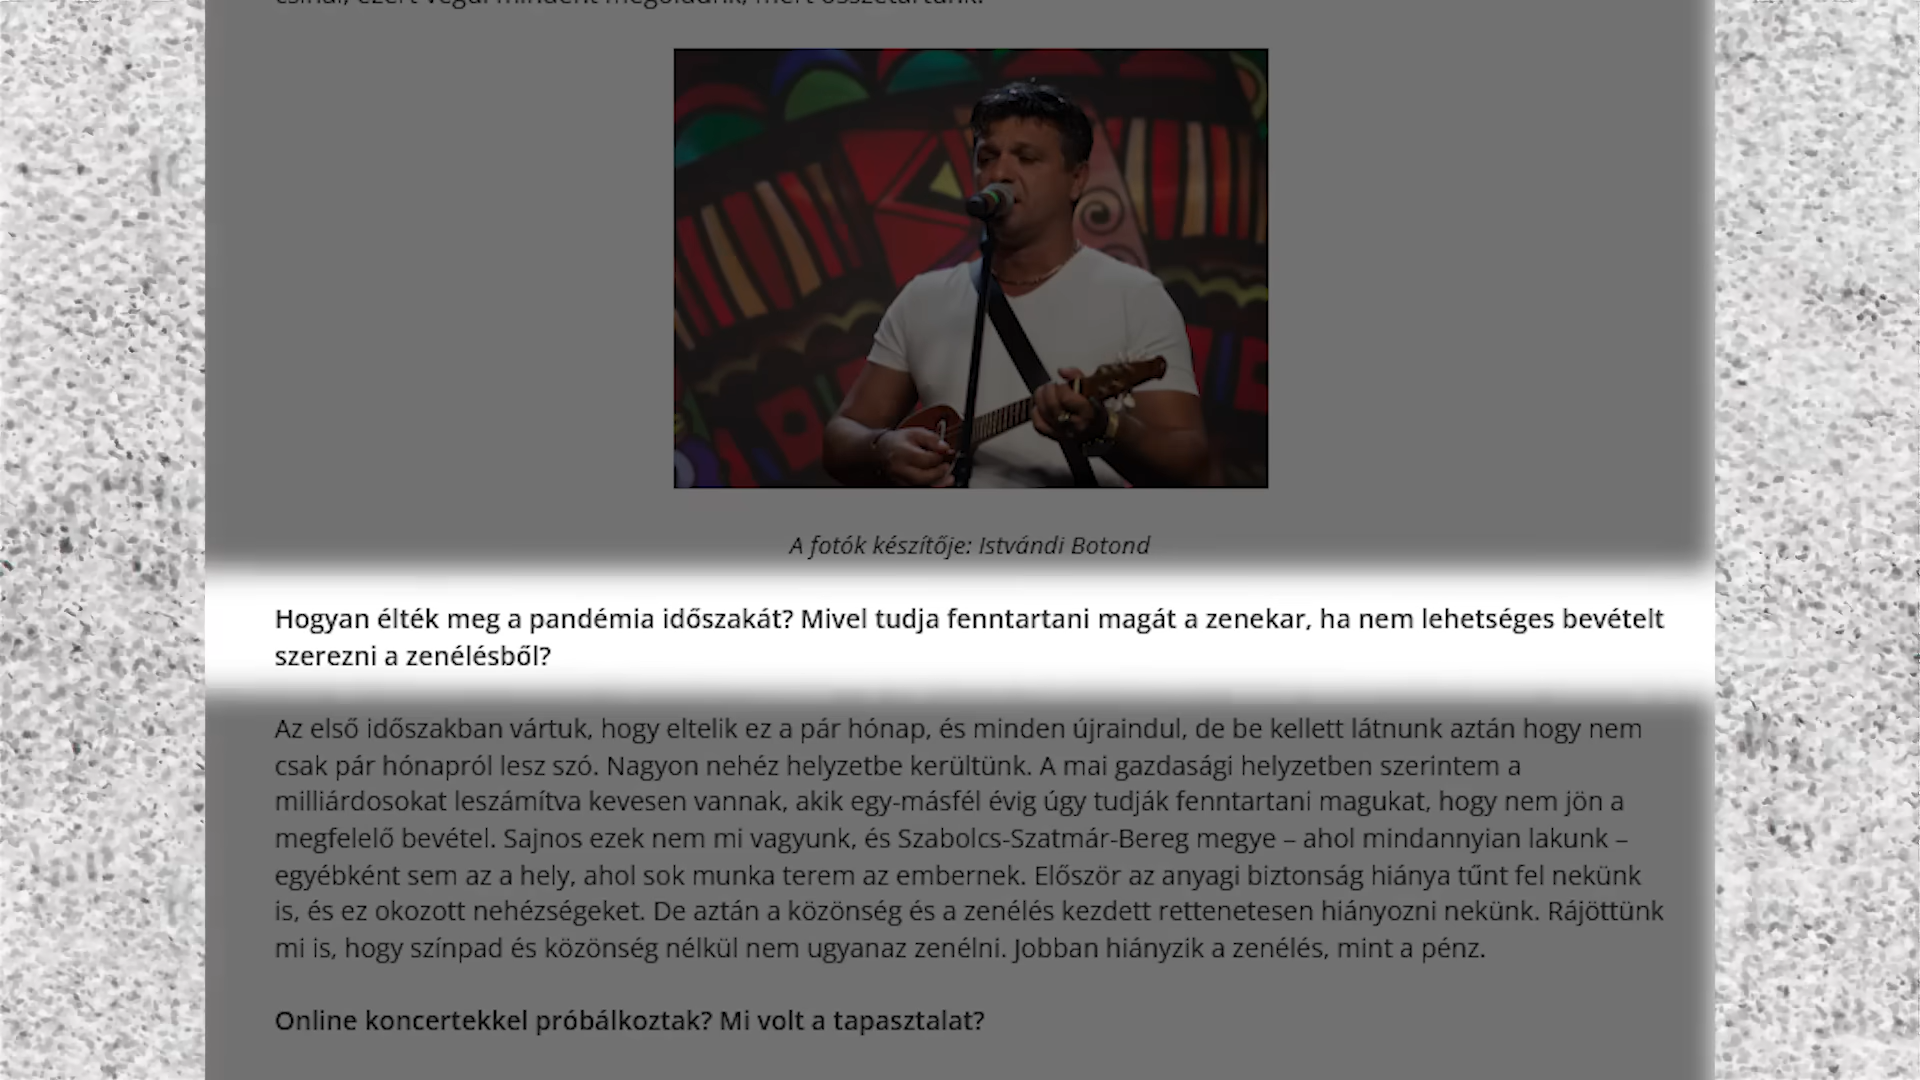 csinál, ezért végül mindent megoldunk, mert összetartunk.
A fotók készítője: Istvándi Botond
Hogyan élték meg a pandémia időszakát? Mivel tudja fenntartani magát a zenekar, ha nem lehetséges bevételt
szerezni a zenélésből?
Az első időszakban vártuk, hogy eltelik ez a pár hónap, és minden újraindul, de be kellett látnunk aztán hogy nem
csak pár hónapról lesz szó. Nagyon nehéz helyzetbe kerültünk. A mai gazdasági helyzetben szerintem a
milliárdosokat leszámítva kevesen vannak, akik egy-másfél évig úgy tudják fenntartani magukat, hogy nem jön a
megfelelő bevétel. Sajnos ezek nem mi vagyunk, és Szabolcs-Szatmár-Bereg megye – ahol mindannyian lakunk –
egyébként sem az a hely, ahol sok munka terem az embernek. Először az anyagi biztonság hiánya tűnt fel nekünk
is, és ez okozott nehézségeket. De aztán a közönség és a zenélés kezdett rettenetesen hiányozni nekünk. Rájöttünk
mi is, hogy színpad és közönség nélkül nem ugyanaz zenélni. Jobban hiányzik a zenélés, mint a pénz.
Online koncertekkel próbálkoztak? Mi volt a tapasztalat?